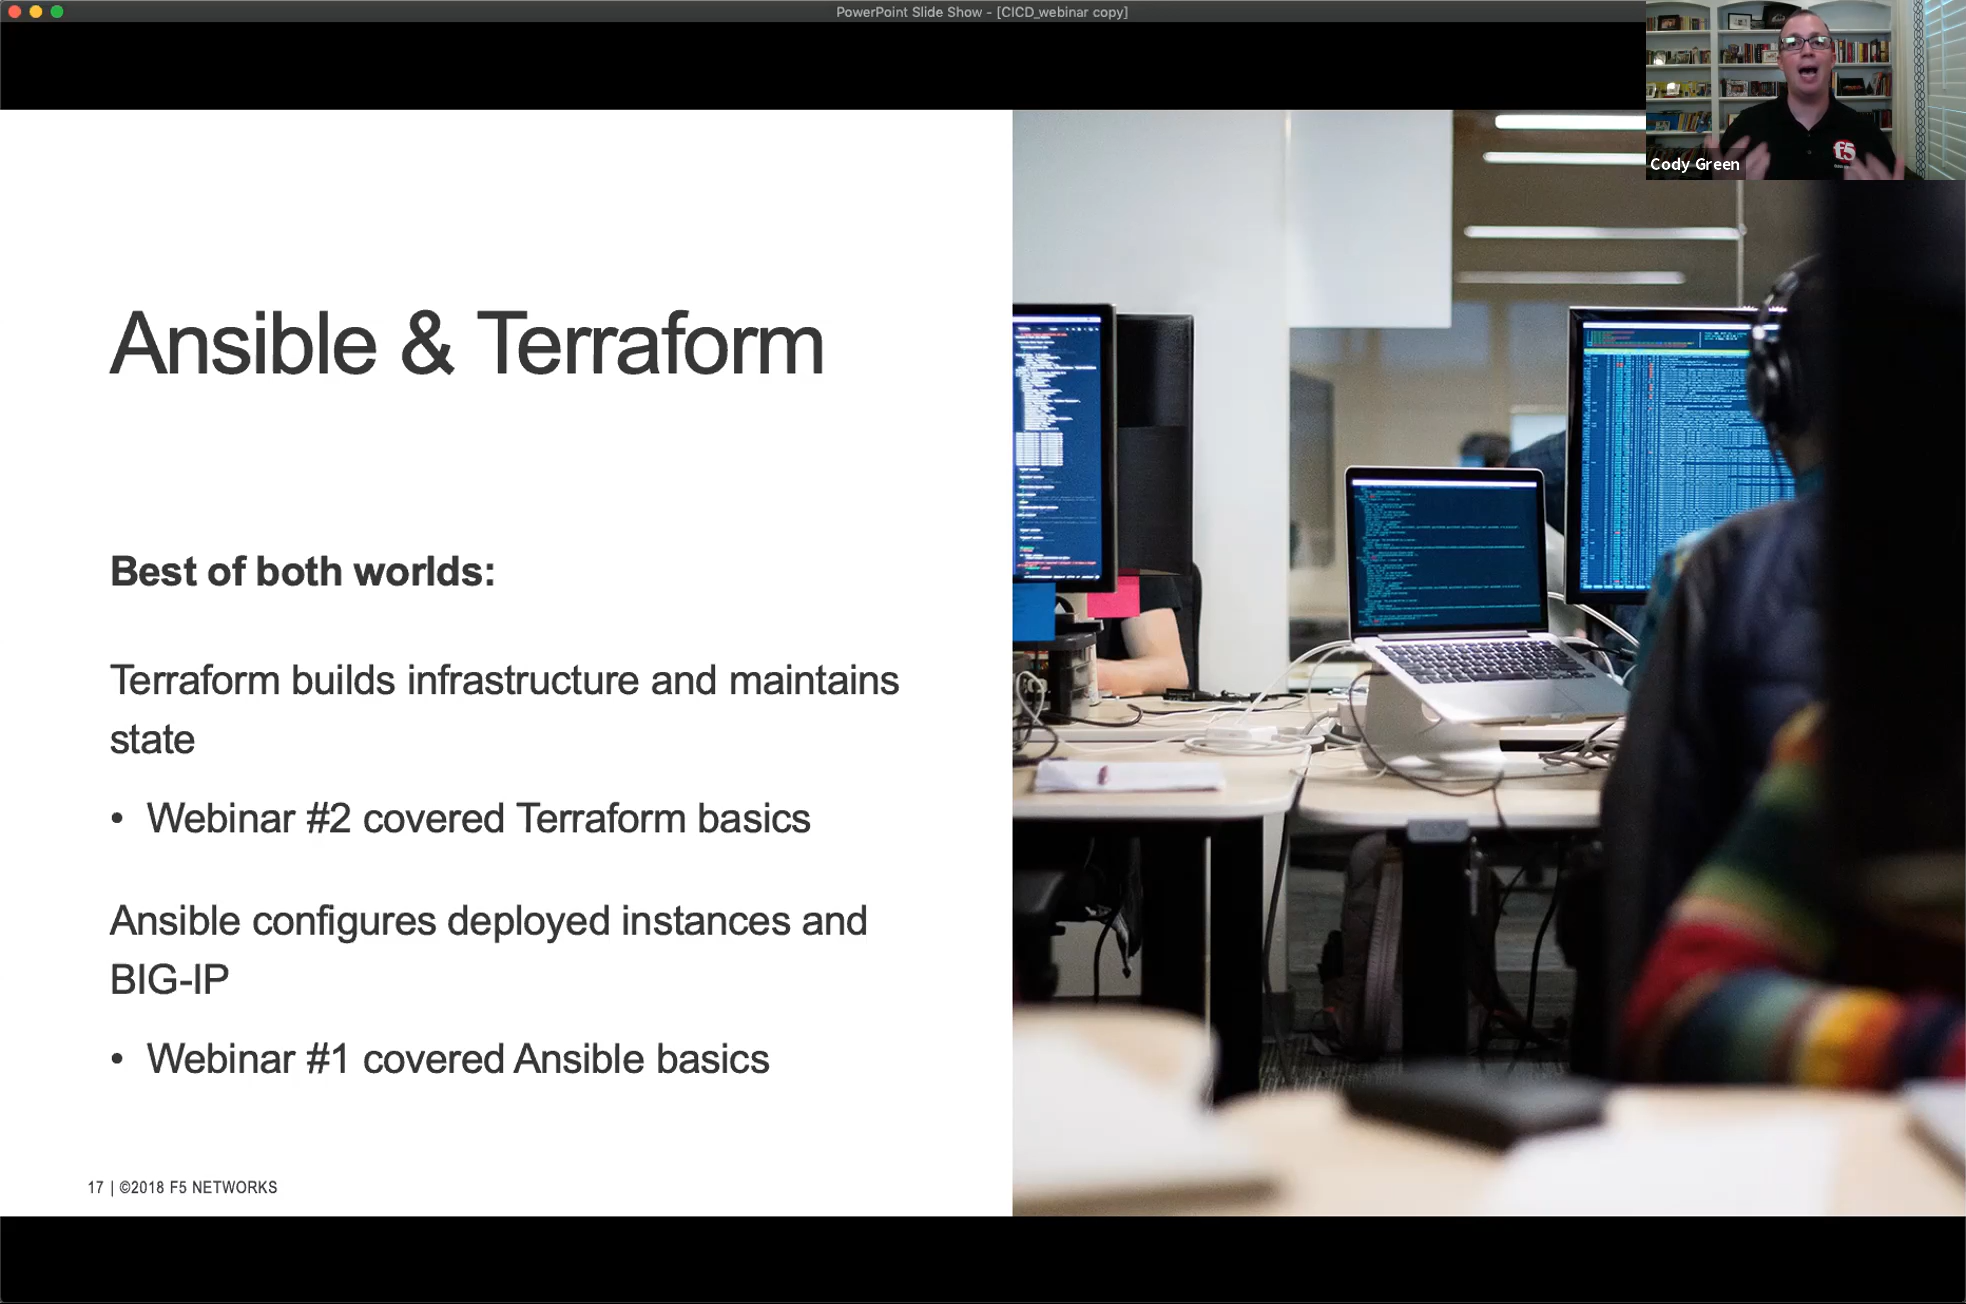 PowerPoint Slide Show - [CICD_webinar copy]
f5
Cody Green
Ansible & Terraform
Best of both worlds:
Terraform builds infrastructure and maintains
state
• Webinar #2 covered Terraform basics
Ansible configures deployed instances and
BIG-IP
• Webinar #1 covered Ansible basics
17 | ©2018 F5 NETWORKS